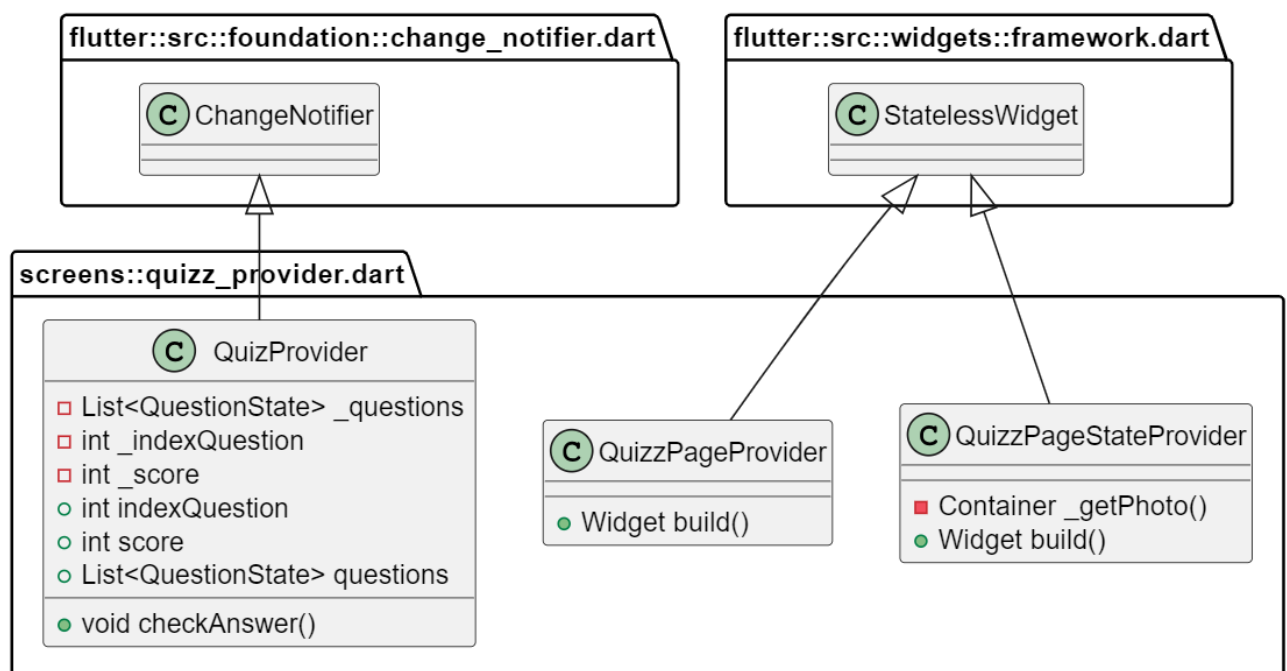 flutter::src::foundation::change_notifier.dart
flutter::src::widgets::framework.dart
C ChangeNotifier
C StatelessWidget
screens::quizz_provider.dart
C QuizProvider
List<QuestionState> _questions
int _indexQuestion
int _score
int indexQuestion
int score
List<QuestionState> questions
void checkAnswer()
C QuizzPageProvider
Widget build()
C QuizzPageStateProvider
Container _getPhoto()
Widget build()